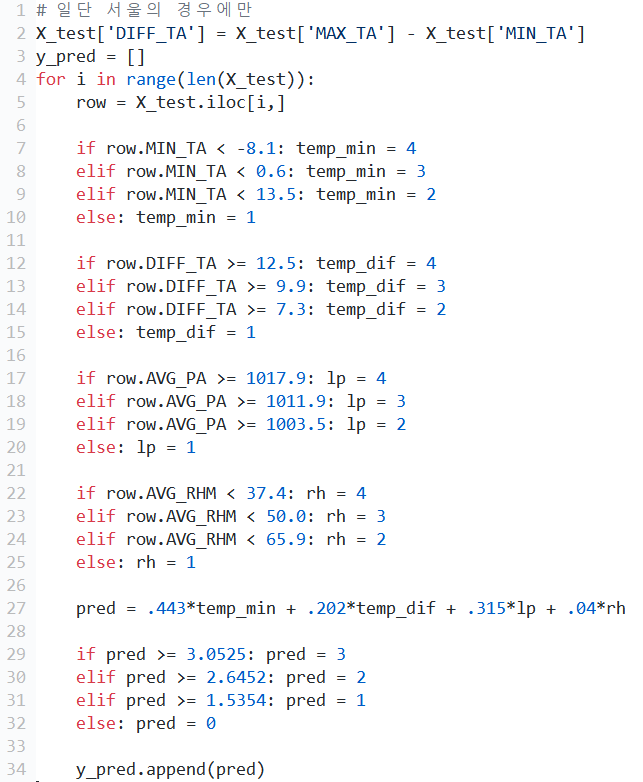 1 # 일단 서울의 경우에만
2 X_test['DIFF_TA'] = X_test['MAX_TA'] - X_test['MIN_TA']
3 y_pred = []
4 for i in range(len(X_test)):
5     row = X_test.iloc[i,]
6
7     if row.MIN_TA < -8.1: temp_min = 4
8     elif row.MIN_TA < 0.6: temp_min = 3
9     elif row.MIN_TA < 13.5: temp_min = 2
10     else: temp_min = 1
11
12     if row.DIFF_TA >= 12.5: temp_dif = 4
13     elif row.DIFF_TA >= 9.9: temp_dif = 3
14     elif row.DIFF_TA >= 7.3: temp_dif = 2
15     else: temp_dif = 1
16
17     if row.AVG_PA >= 1017.9: lp = 4
18     elif row.AVG_PA >= 1011.9: lp = 3
19     elif row.AVG_PA >= 1003.5: lp = 2
20     else: lp = 1
21
22     if row.AVG_RHM < 37.4: rh = 4
23     elif row.AVG_RHM < 50.0: rh = 3
24     elif row.AVG_RHM < 65.9: rh = 2
25     else: rh = 1
26
27     pred = .443*temp_min + .202*temp_dif + .315*lp + .04*rh
28
29     if pred >= 3.0525: pred = 3
30     elif pred >= 2.6452: pred = 2
31     elif pred >= 1.5354: pred = 1
32     else: pred = 0
33
34     y_pred.append(pred)